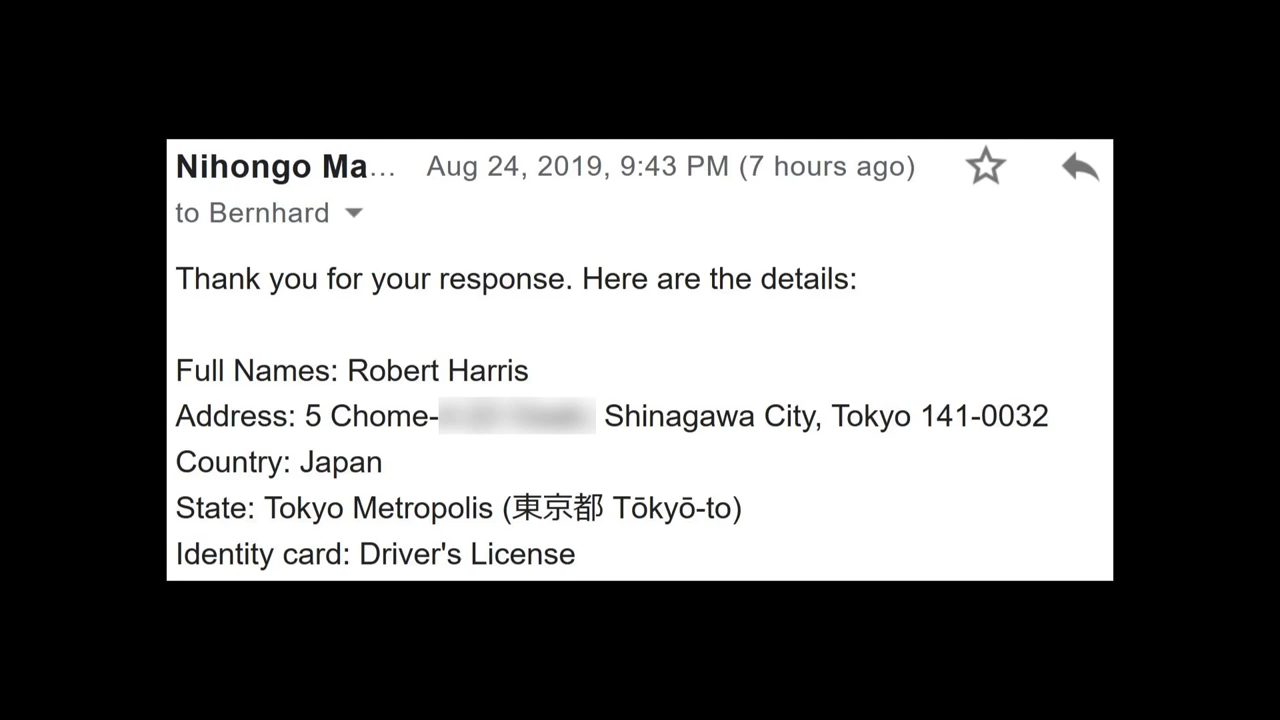 Nihongo Ma... Aug 24, 2019, 9:43 PM (7 hours ago)
to Bernhard
Thank you for your response. Here are the details:
Full Names: Robert Harris
Address: 5 Chome- Shinagawa City, Tokyo 141-0032
Country: Japan
State: Tokyo Metropolis (東京都 Tōkyō-to)
Identity card: Driver's License